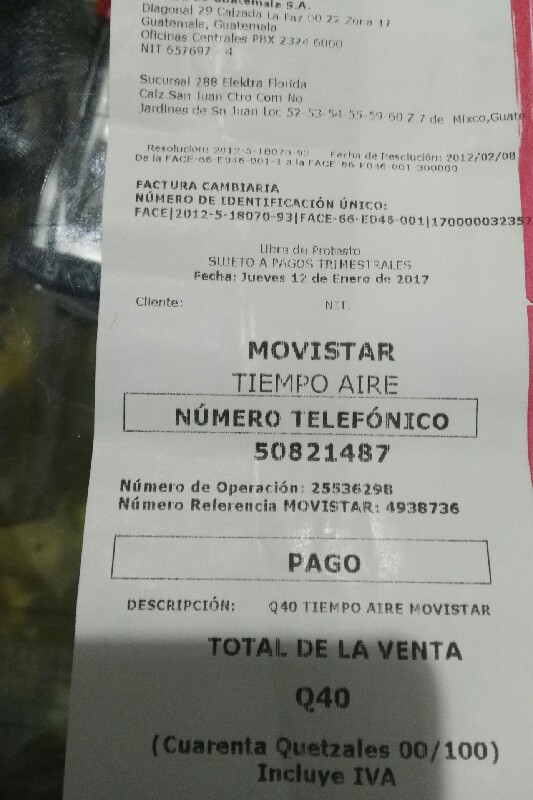 Guatemala S.A.
Diagonal 29 Calzada La Paz 00 22 Zona 17
Guatemala, Guatemala
Oficinas Centrales PBX 2324 6000
NIT 657697 - 4
Sucursal 288 Elektra Florida
Calz San Juan Ctro Com No
Jardines de Sn Juan Loc 52-53-54-55-59-60 Z.7 de Mixco,Guate
Resolución: 2012-5-18070-93 Fecha de Resolución: 2012/02/08
De la FACE-66-E046-001-1 a la FACE 66 E046 001-300000
FACTURA CAMBIARIA
NÚMERO DE IDENTIFICACIÓN ÚNICO:
FACE|2012-5-18070-93|FACE-66-E046-001|170000032357
Libre de Protesto
SUJETO A PAGOS TRIMESTRALES
Fecha: Jueves 12 de Enero de 2017
Cliente: NIT:
MOVISTAR
TIEMPO AIRE
NÚMERO TELEFÓNICO
50821487
Número de Operación: 25536298
Número Referencia MOVISTAR: 4938736
PAGO
DESCRIPCIÓN: Q40 TIEMPO AIRE MOVISTAR
TOTAL DE LA VENTA
Q40
(Cuarenta Quetzales 00/100)
Incluye IVA